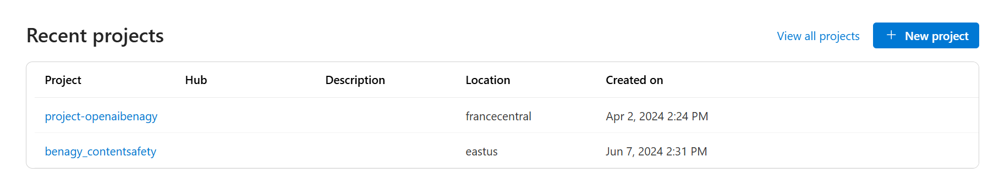 Recent projects
View all projects
+ New project
Project Hub Description Location Created on
project-openaibenagy francecentral Apr 2, 2024 2:24 PM
benagy_contentsafety eastus Jun 7, 2024 2:31 PM